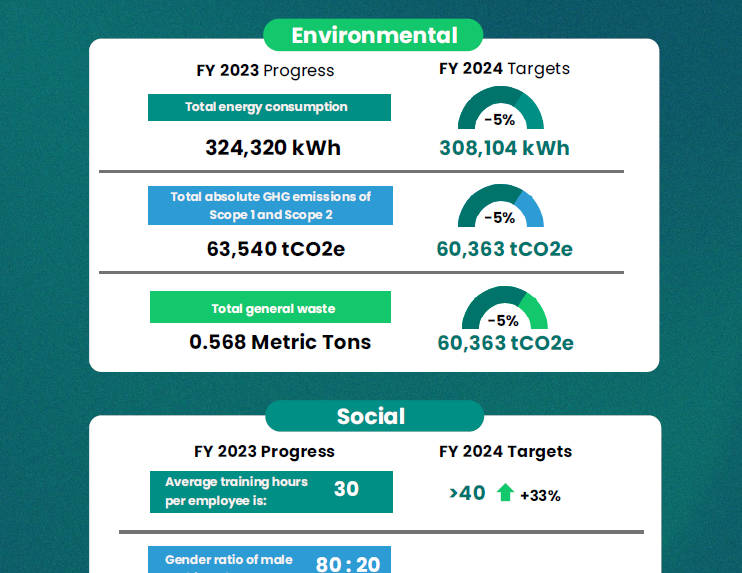 Environmental
FY 2023 Progress
FY 2024 Targets
Total energy consumption
-5%
324,320 kWh
308,104 kWh
Total absolute GHG emissions of
Scope 1 and Scope 2
-5%
63,540 tCO2e
60,363 tCO2e
Total general waste
-5%
0.568 Metric Tons
60,363 tCO2e
Social
FY 2023 Progress
FY 2024 Targets
Average training hours
per employee is:
30
>40
+33%
Gender ratio of male
80 : 20